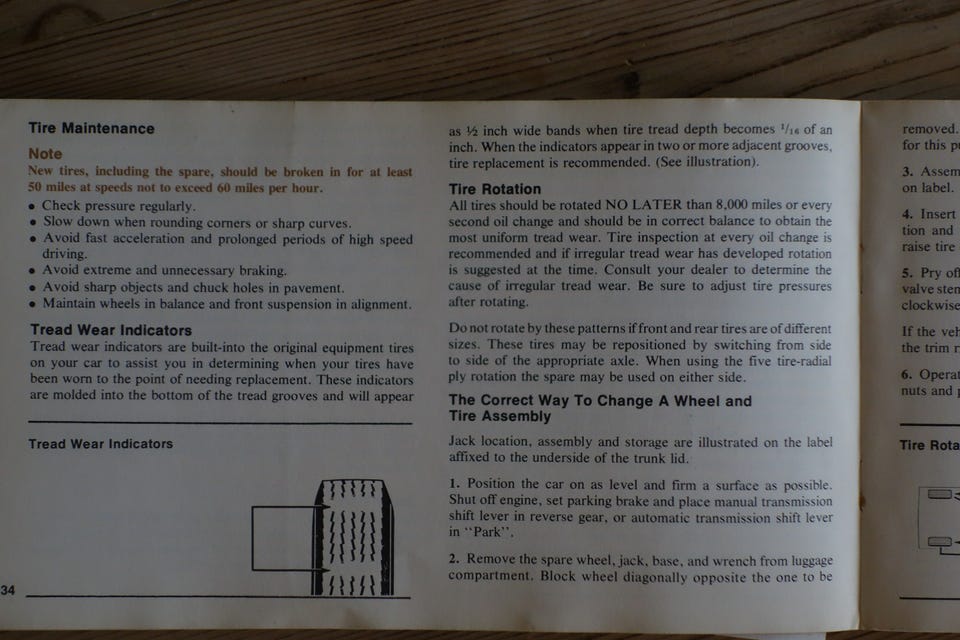 Tire Maintenance
Note
New tires, including the spare, should be broken in for at least
50 miles at speeds not to exceed 60 miles per hour.
• Check pressure regularly.
• Slow down when rounding corners or sharp curves.
• Avoid fast acceleration and prolonged periods of high speed
driving.
• Avoid extreme and unnecessary braking.
• Avoid sharp objects and chuck holes in pavement.
• Maintain wheels in balance and front suspension in alignment.
Tread Wear Indicators
Tread wear indicators are built-into the original equipment tires
on your car to assist you in determining when your tires have
been worn to the point of needing replacement. These indicators
are molded into the bottom of the tread grooves and will appear
Tread Wear Indicators
34
as ½ inch wide bands when tire tread depth becomes 1/16 of an
inch. When the indicators appear in two or more adjacent grooves,
tire replacement is recommended. (See illustration).
Tire Rotation
All tires should be rotated NO LATER than 8,000 miles or every
second oil change and should be in correct balance to obtain the
most uniform tread wear. Tire inspection at every oil change is
recommended and if irregular tread wear has developed rotation
is suggested at the time. Consult your dealer to determine the
cause of irregular tread wear. Be sure to adjust tire pressures
after rotating.
Do not rotate by these patterns if front and rear tires are of different
sizes. These tires may be repositioned by switching from side
to side of the appropriate axle. When using the five tire-radial
ply rotation the spare may be used on either side.
The Correct Way To Change A Wheel and
Tire Assembly
Jack location, assembly and storage are illustrated on the label
affixed to the underside of the trunk lid.
1. Position the car on as level and firm a surface as possible.
Shut off engine, set parking brake and place manual transmission
shift lever in reverse gear, or automatic transmission shift lever
in "Park".
2. Remove the spare wheel, jack, base, and wrench from luggage
compartment. Block wheel diagonally opposite the one to be
removed.
for this
3. Assem
on label.
4. Insert
tion and
raise tire
5. Pry off
valve sten
clockwise
If the veh
the trim
6. Operat
nuts and
Tire Rota